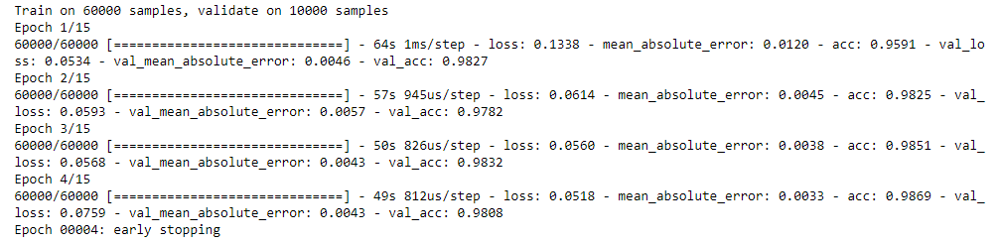 Train on 60000 samples, validate on 10000 samples
Epoch 1/15
60000/60000 [==============================] - 64s 1ms/step - loss: 0.1338 - mean_absolute_error: 0.0120 - acc: 0.9591 - val_lo
ss: 0.0534 - val_mean_absolute_error: 0.0046 - val_acc: 0.9827
Epoch 2/15
60000/60000 [==============================] - 57s 945us/step - loss: 0.0614 - mean_absolute_error: 0.0045 - acc: 0.9825 - val_
loss: 0.0593 - val_mean_absolute_error: 0.0057 - val_acc: 0.9782
Epoch 3/15
60000/60000 [==============================] - 50s 826us/step - loss: 0.0560 - mean_absolute_error: 0.0038 - acc: 0.9851 - val_
loss: 0.0568 - val_mean_absolute_error: 0.0043 - val_acc: 0.9832
Epoch 4/15
60000/60000 [==============================] - 49s 812us/step - loss: 0.0518 - mean_absolute_error: 0.0033 - acc: 0.9869 - val_
loss: 0.0759 - val_mean_absolute_error: 0.0043 - val_acc: 0.9808
Epoch 00004: early stopping